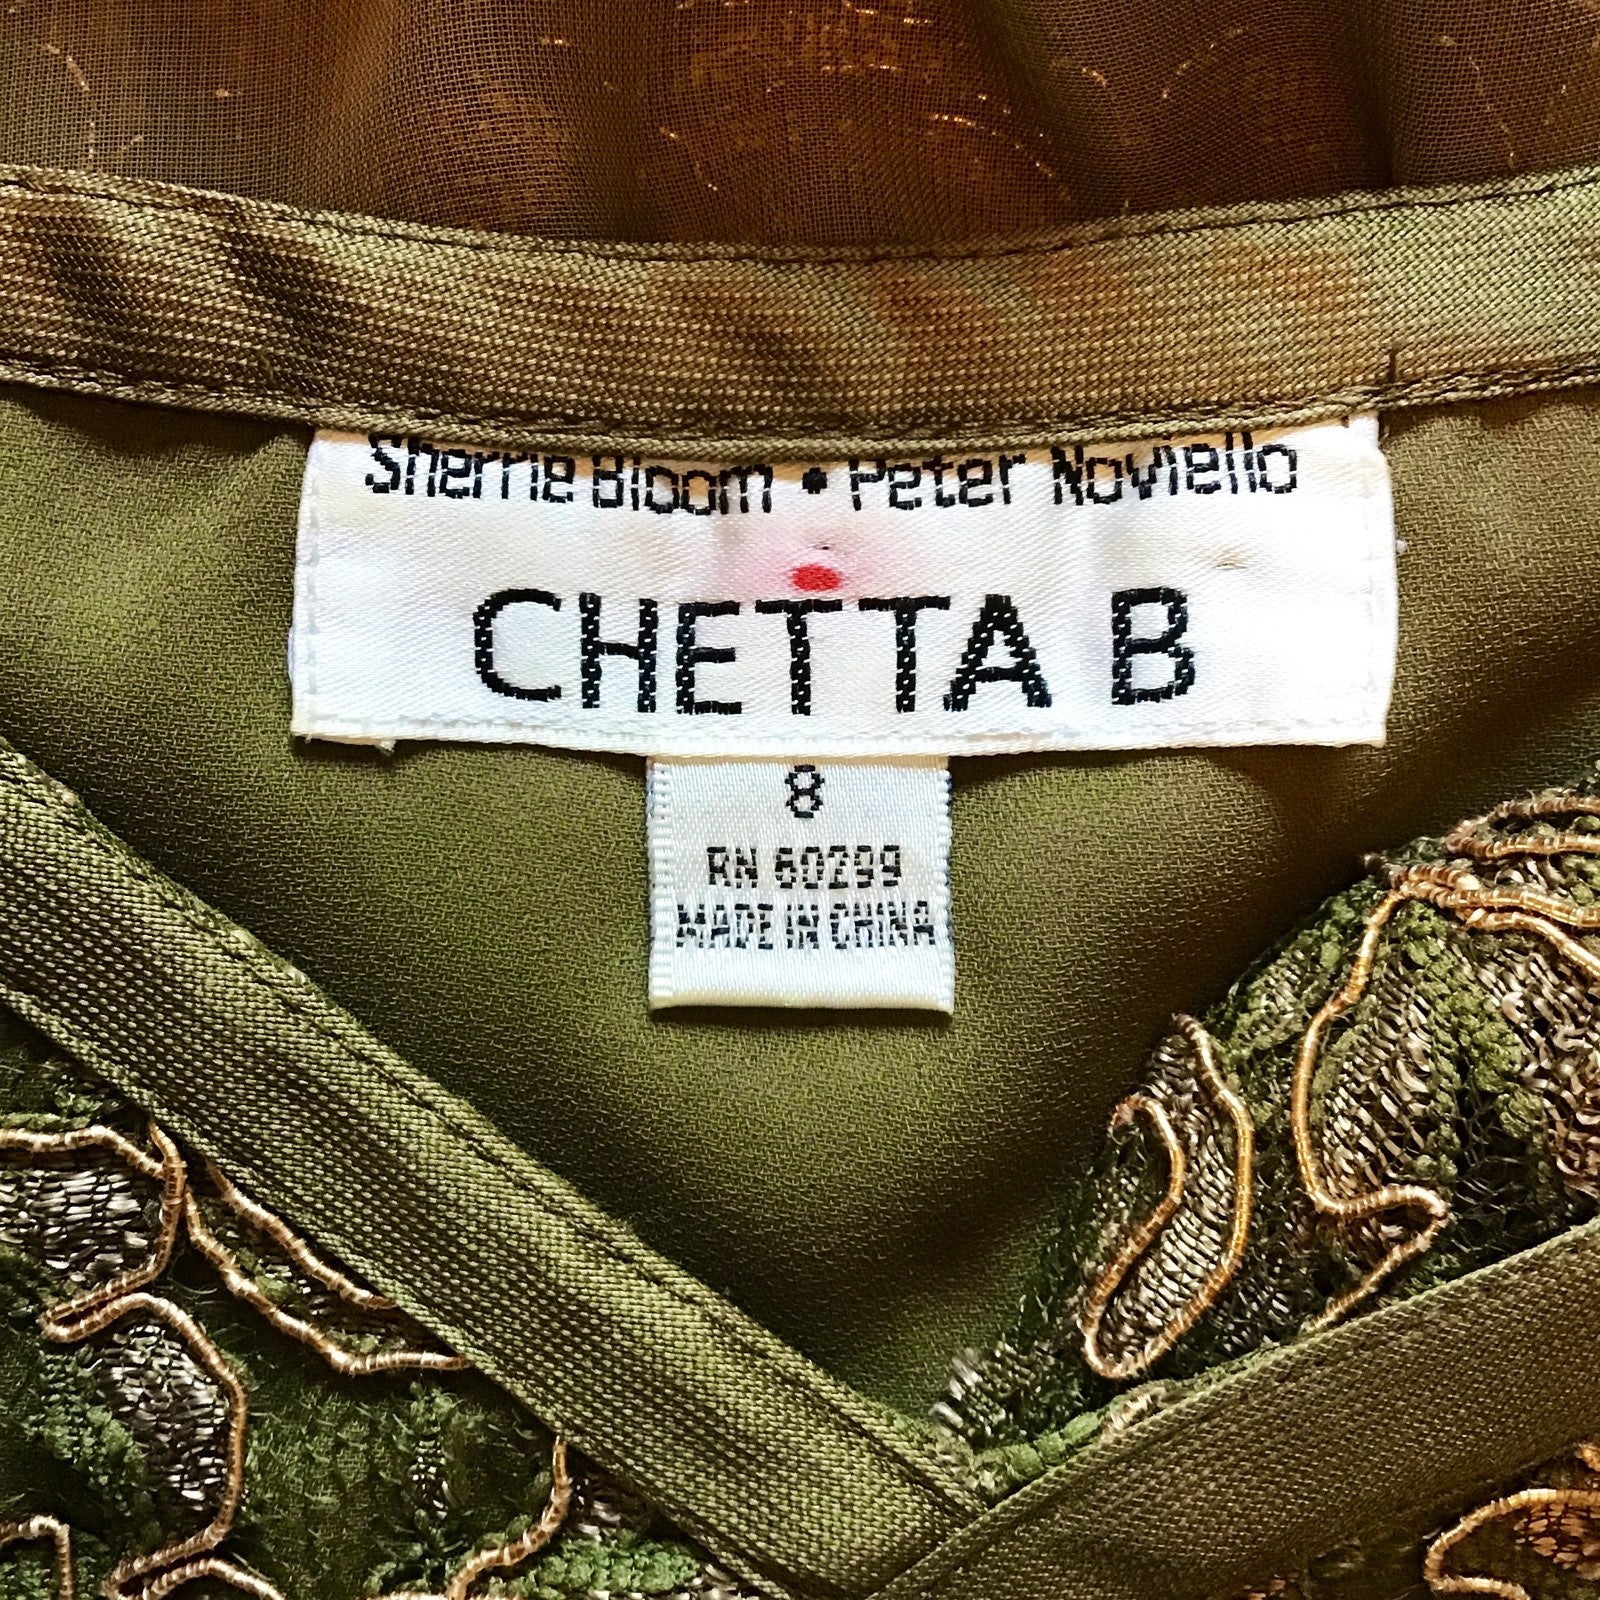 Sherrie Bloom • Peter Noviello
CHETTA B
8
RN 60299
MADE IN CHINA